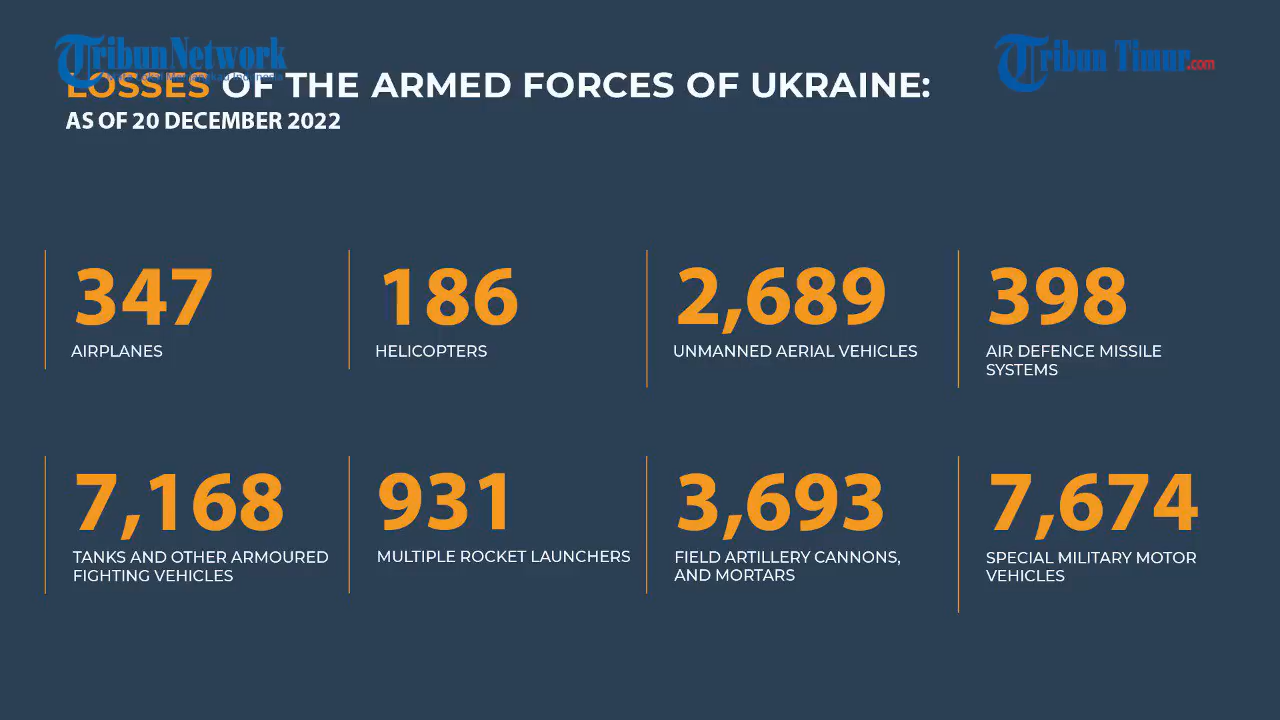 TribunNetwork
Tribun Timur.com
LOSSES OF THE ARMED FORCES OF UKRAINE:
AS OF 20 DECEMBER 2022
347
AIRPLANES
186
HELICOPTERS
2,689
UNMANNED AERIAL VEHICLES
398
AIR DEFENCE MISSILE
SYSTEMS
7,168
TANKS AND OTHER ARMOURED
FIGHTING VEHICLES
931
MULTIPLE ROCKET LAUNCHERS
3,693
FIELD ARTILLERY CANNONS,
AND MORTARS
7,674
SPECIAL MILITARY MOTOR
VEHICLES